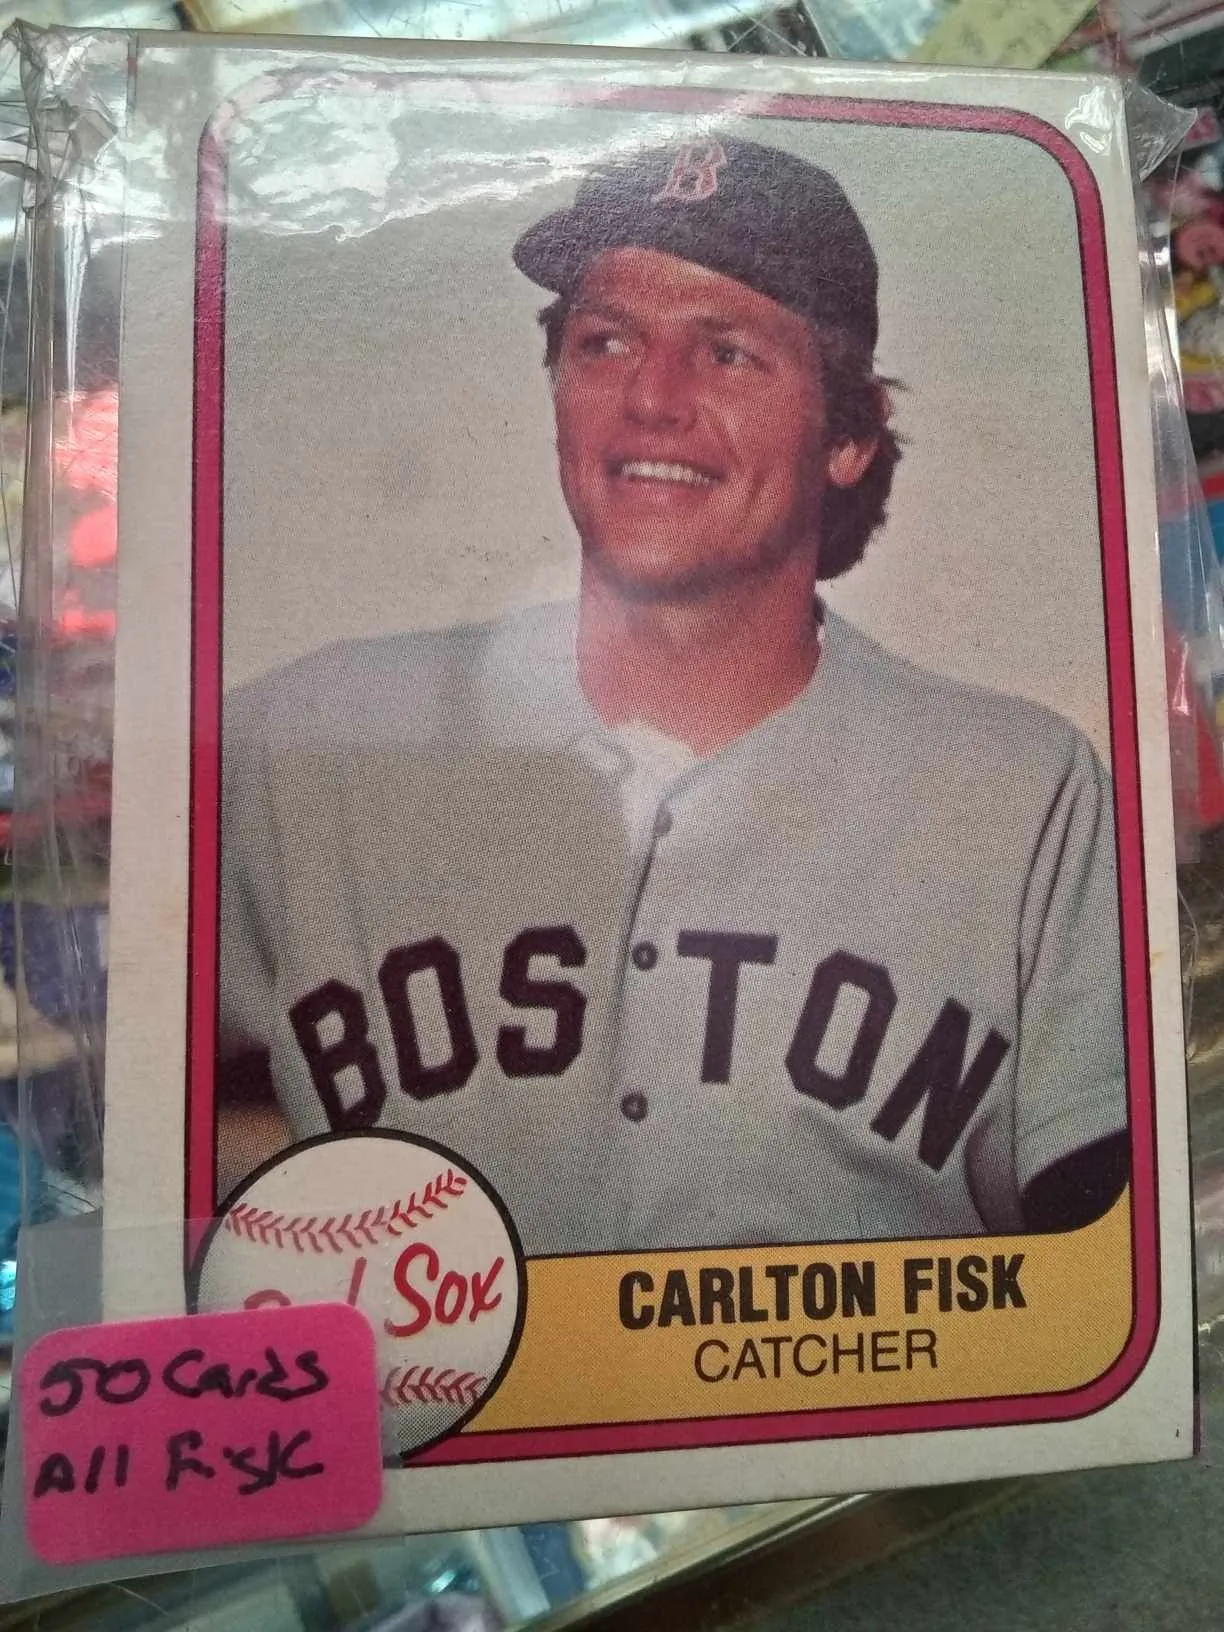 B
BOSTON
Sox
CARLTON FISK
CATCHER
50 Cards
All Fisk